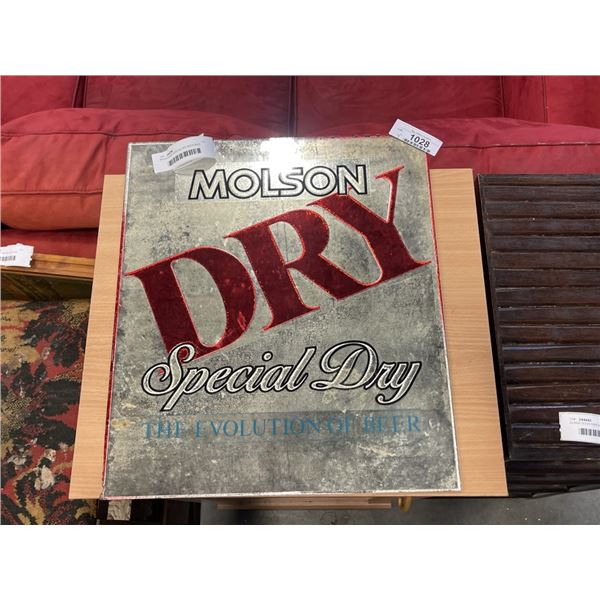 1028
MOLSON
DRY
Special Dry
THE EVOLUTION OF BEER